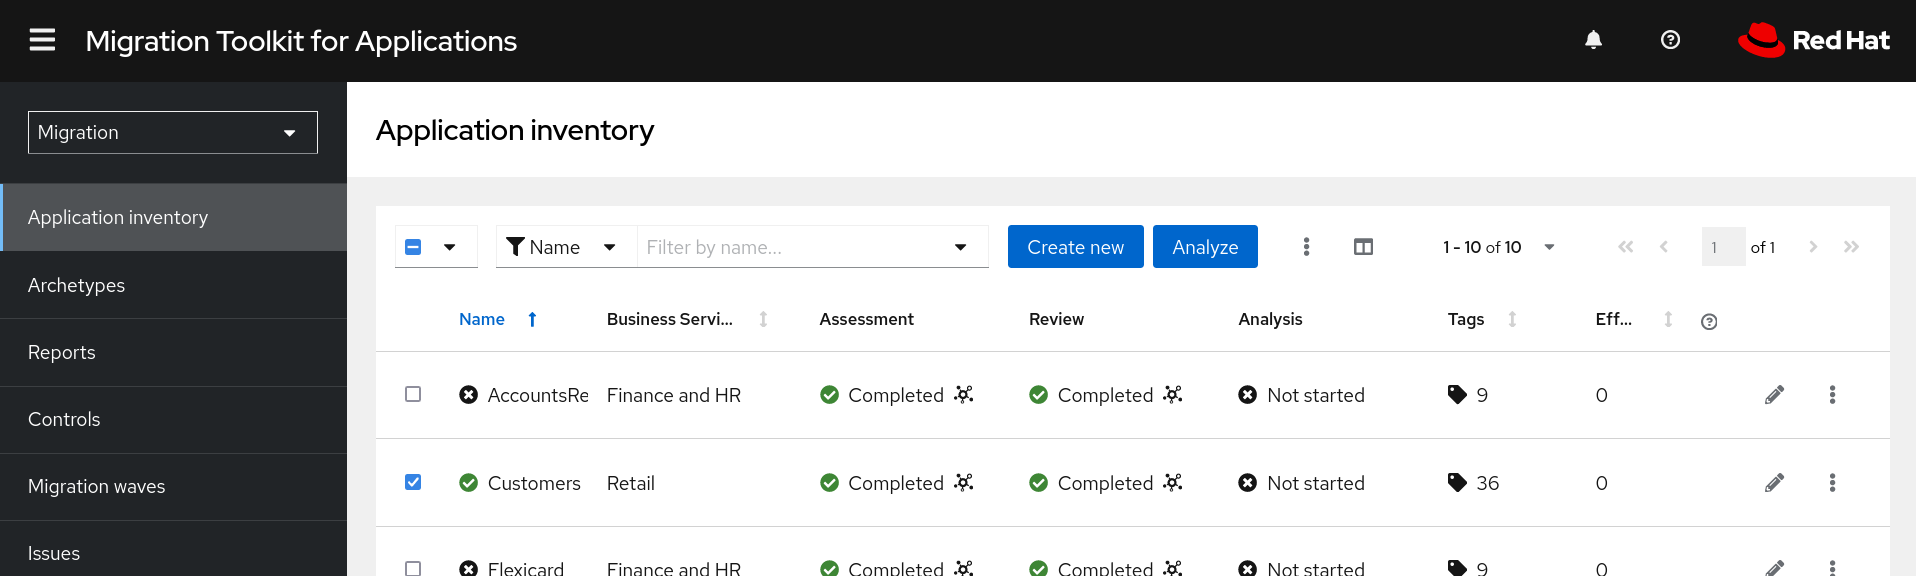 Migration Toolkit for Applications
Red Hat
Migration
Application inventory
Archetypes
Reports
Controls
Migration waves
Issues
Application inventory
Name Filter by name... Create new Analyze 1 - 10 of 10 1 of 1
Name Business Servi... Assessment Review Analysis Tags Eff...
AccountsRe Finance and HR Completed Completed Not started 9 0
Customers Retail Completed Completed Not started 36 0
Flexicard Finance and HR Completed Completed Not started 9 0